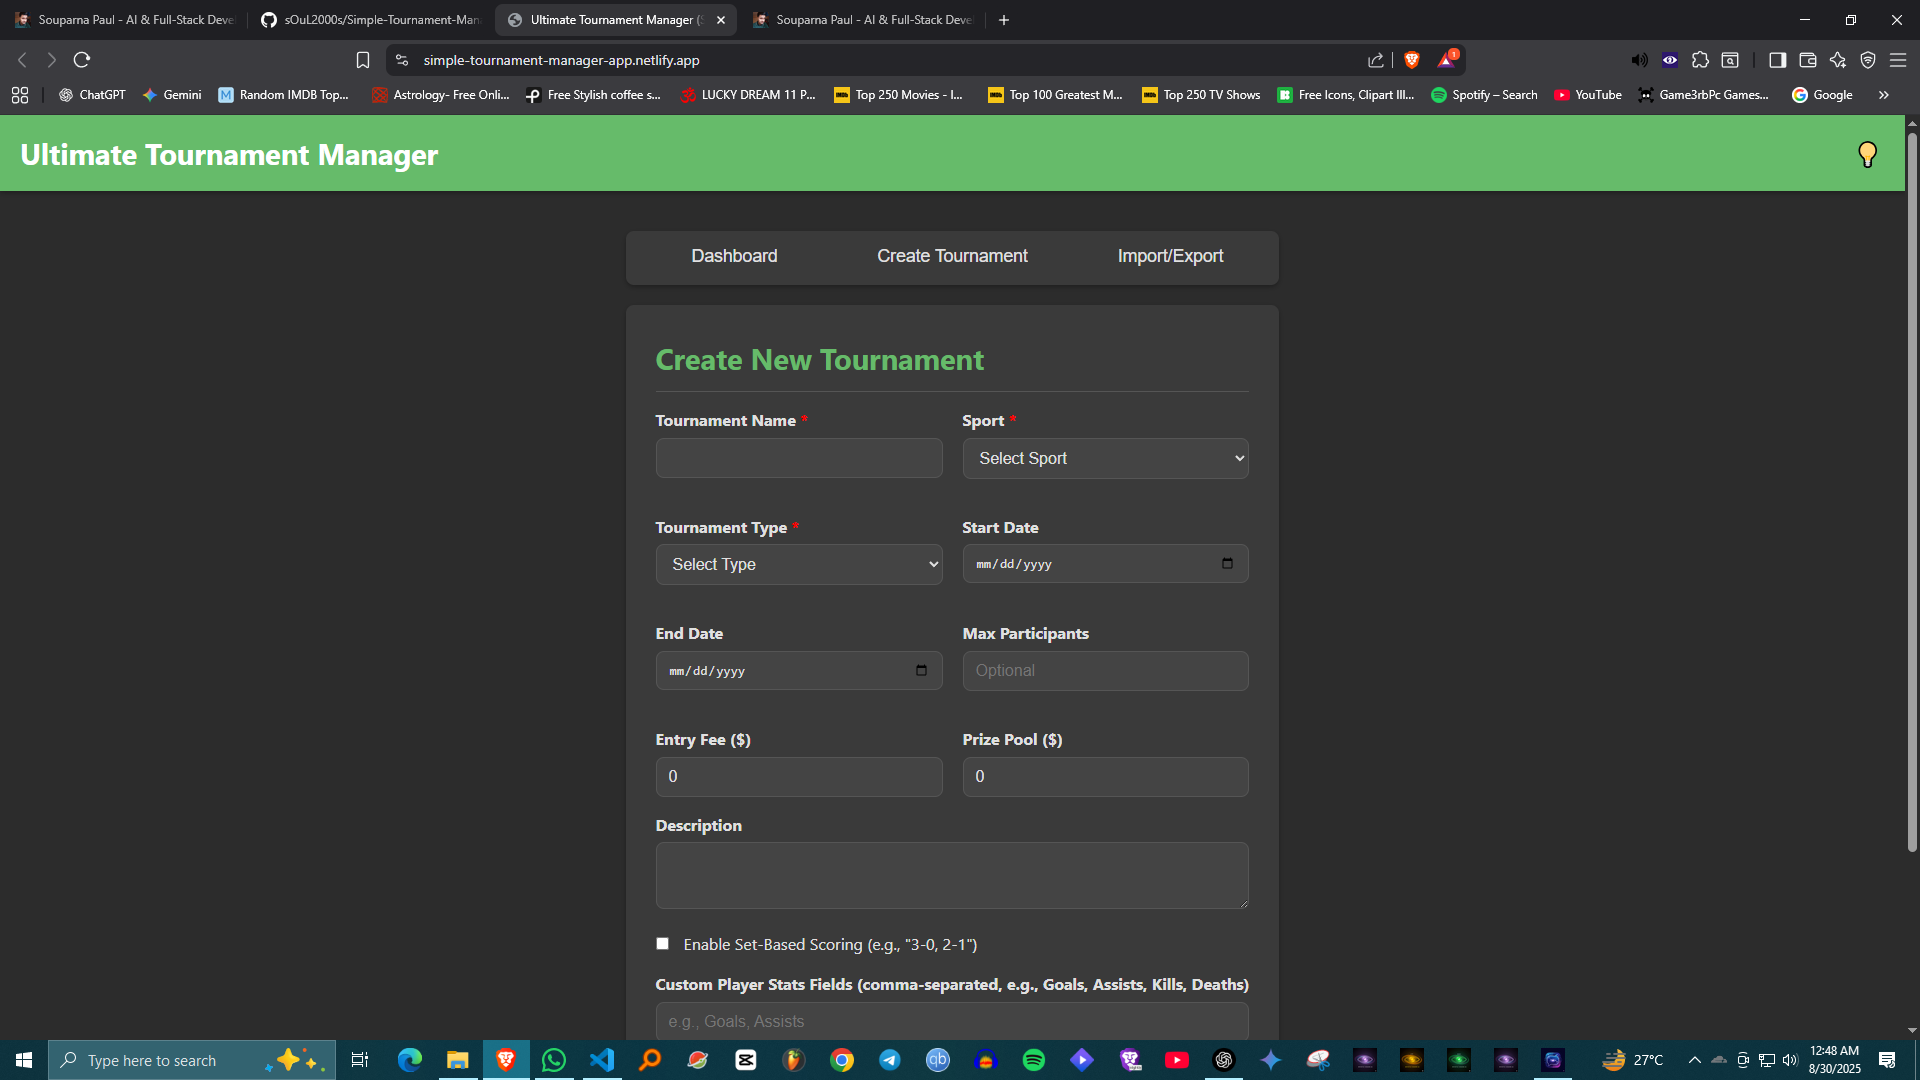 Souparna Paul - AI & Full-Stack Deve
sOuL2000s/Simple-Tournament-Man
Ultimate Tournament Manager (S
Souparna Paul - AI & Full-Stack Deve
simple-tournament-manager-app.netlify.app
1
ChatGPT
Gemini
Random IMDB Top...
Astrology- Free Onli...
Free Stylish coffee s...
LUCKY DREAM 11 P...
Top 250 Movies - I...
Top 100 Greatest M...
Top 250 TV Shows
Free Icons, Clipart Ill...
Spotify – Search
YouTube
Game3rbPc Games...
Google
Ultimate Tournament Manager
Dashboard
Create Tournament
Import/Export
Create New Tournament
Tournament Name *
Sport *
Select Sport
Tournament Type *
Start Date
Select Type
mm/dd/yyyy
End Date
Max Participants
mm/dd/yyyy
Optional
Entry Fee ($)
Prize Pool ($)
0
0
Description
Enable Set-Based Scoring (e.g., "3-0, 2-1")
Custom Player Stats Fields (comma-separated, e.g., Goals, Assists, Kills, Deaths)
e.g., Goals, Assists
Type here to search
27°C
12:48 AM
8/30/2025